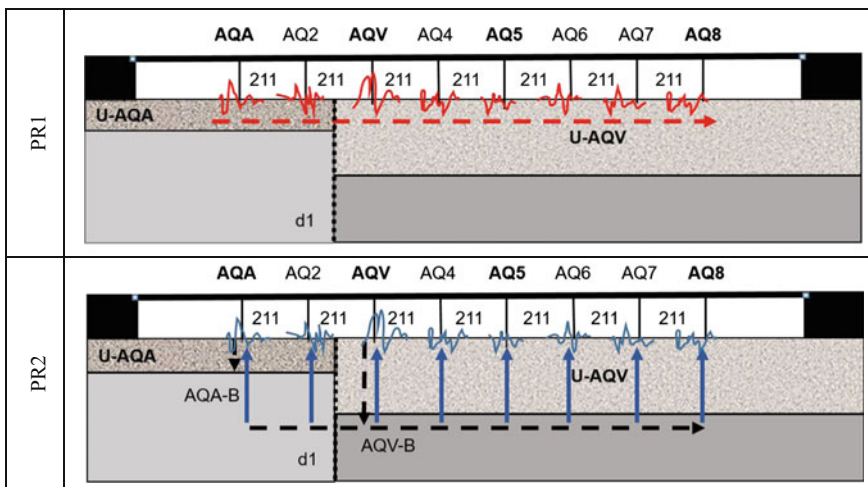 PR1
AQA AQ2 AQV AQ4 AQ5 AQ6 AQ7 AQ8
211 211 211 211 211 211 211
U-AQA
U-AQV
d1
PR2
AQA AQ2 AQV AQ4 AQ5 AQ6 AQ7 AQ8
211 211 211 211 211 211 211
U-AQA
U-AQV
AQA-B
AQV-B
d1